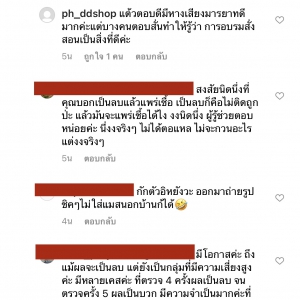 ph_ddshop แต่วตอบดีมีหางเสียงมารยาทดี
มากค่ะแต่บางคนตอบสั้นทำ ให้รู้ว่า การอบรมสั่ง
สอนเป็นสิ่งที่ดีค่ะ
5น ถูกใจ 1 คน ตอบกลับ
สงสัยนิดนึงที่
คุณบอกเป็นลบแล้วแพร่เชื้อ เป็นลบก็คือไม่ติดถูก
ป่ะ แล้วมันจะแพร่เชื้อได้ไง งงนิดนึง ผู้รู้ช่วยตอบ
หน่อยค่ะ นี่งงจริงๆ ไม่ได้ตอแหล ไม่จะกวนอะไร
แต่งงจริงๆ
5น ตอบกลับ
กักตัวอิหยังวะ ออกมาถ่ายรูป
ชิคๆไม่ใส่แมสนอกบ้านก็ได้🤣
4น ตอบกลับ
มีโอกาสค่ะ ถึง
แม้ผลจะเป็นลบ แต่ยังเป็นกลุ่มที่มีความเสี่ยงสูง
ค่ะ มีหลายเคสค่ะ ที่ตรวจ 4 ครั้งผลเป็นลบ จน
ตรวจครั้ง 5 ผลเป็นบวก มีความจำเป็นมากค่ะที่